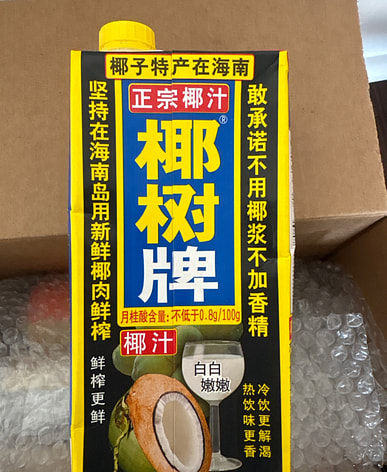 椰子特产在海南
正宗椰汁
椰树牌®
坚持在海南岛用新鲜椰肉鲜榨
敢承诺不用椰浆不加香精
月桂酸含量：不低于0.8g/100g
椰汁
白白
嫩嫩
鲜榨更鲜
冷饮更解渴
热饮味更香